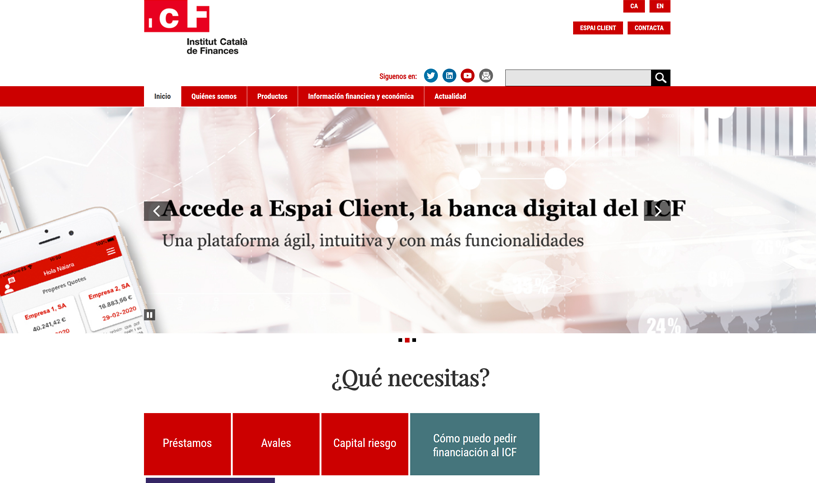 iCF
Institut Català
de Finances
CA
EN
ESPAI CLIENT
CONTACTA
Síguenos en:
Inicio
Quiénes somos
Productos
Información financiera y económica
Actualidad
Accede a Espai Client, la banca digital del ICF
Una plataforma ágil, intuitiva y con más funcionalidades
Hola Naiara
Properes Quotes
Empresa 1, SA
40.241,42 €
Empresa 2, SA
16.883,56 €
29-02-2020
24%
¿Qué necesitas?
Préstamos
Avales
Capital riesgo
Cómo puedo pedir
financiación al ICF